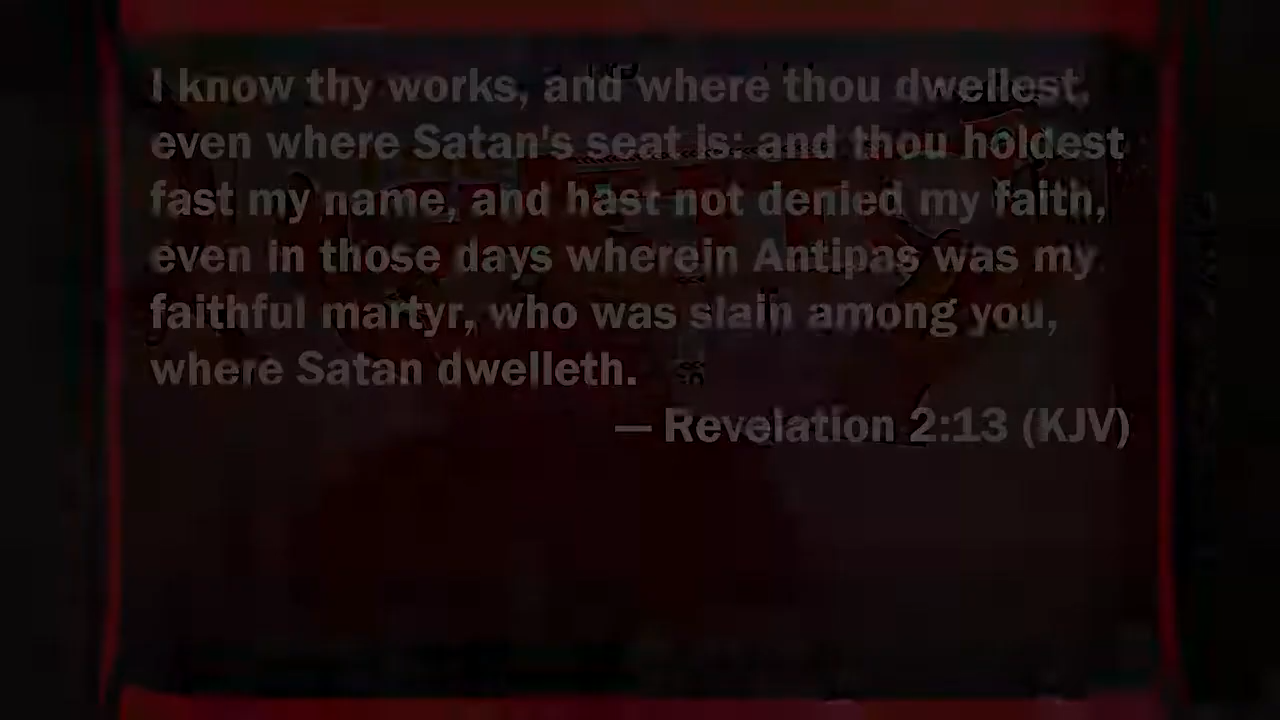 I know thy works, and where thou dwellest,
even where Satan's seat is: and thou holdest
fast my name, and hast not denied my faith,
even in those days wherein Antipas was my
faithful martyr, who was slain among you,
where Satan dwelleth.
— Revelation 2:13 (KJV)